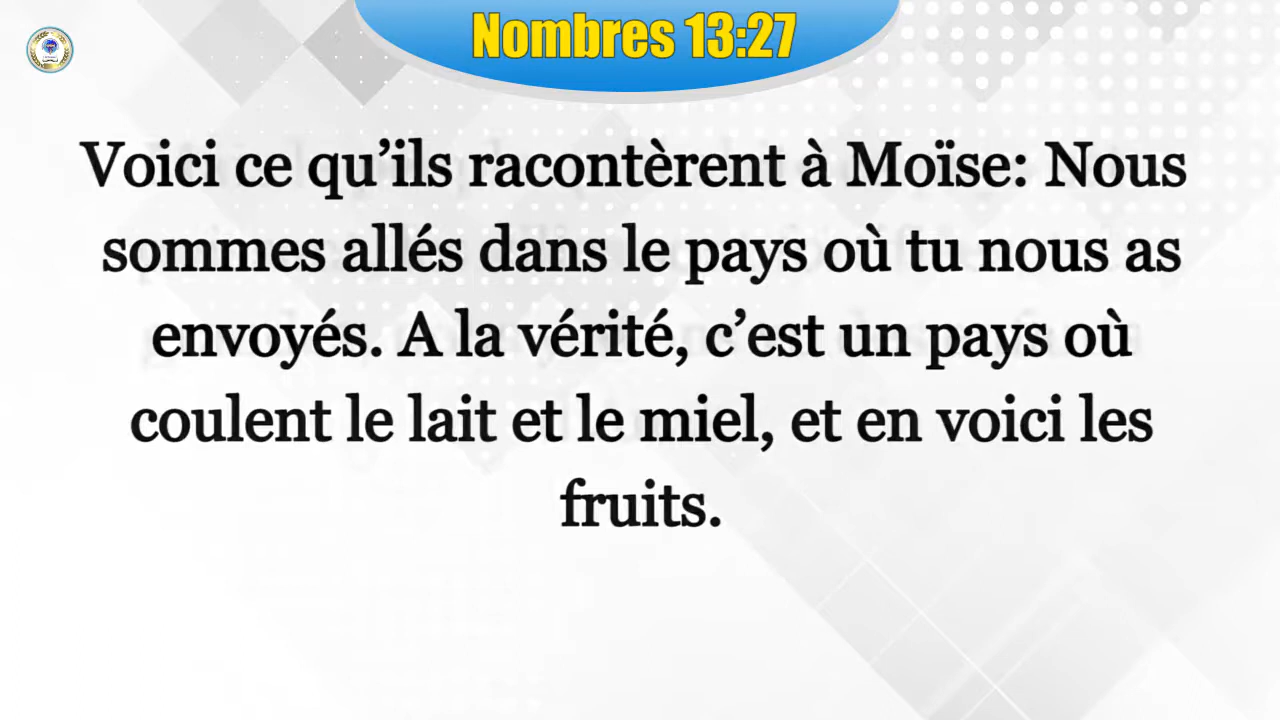 Nombres 13:27
Voici ce qu’ils racontèrent à Moïse: Nous
sommes allés dans le pays où tu nous as
envoyés. A la vérité, c’est un pays où
coulent le lait et le miel, et en voici les
fruits.